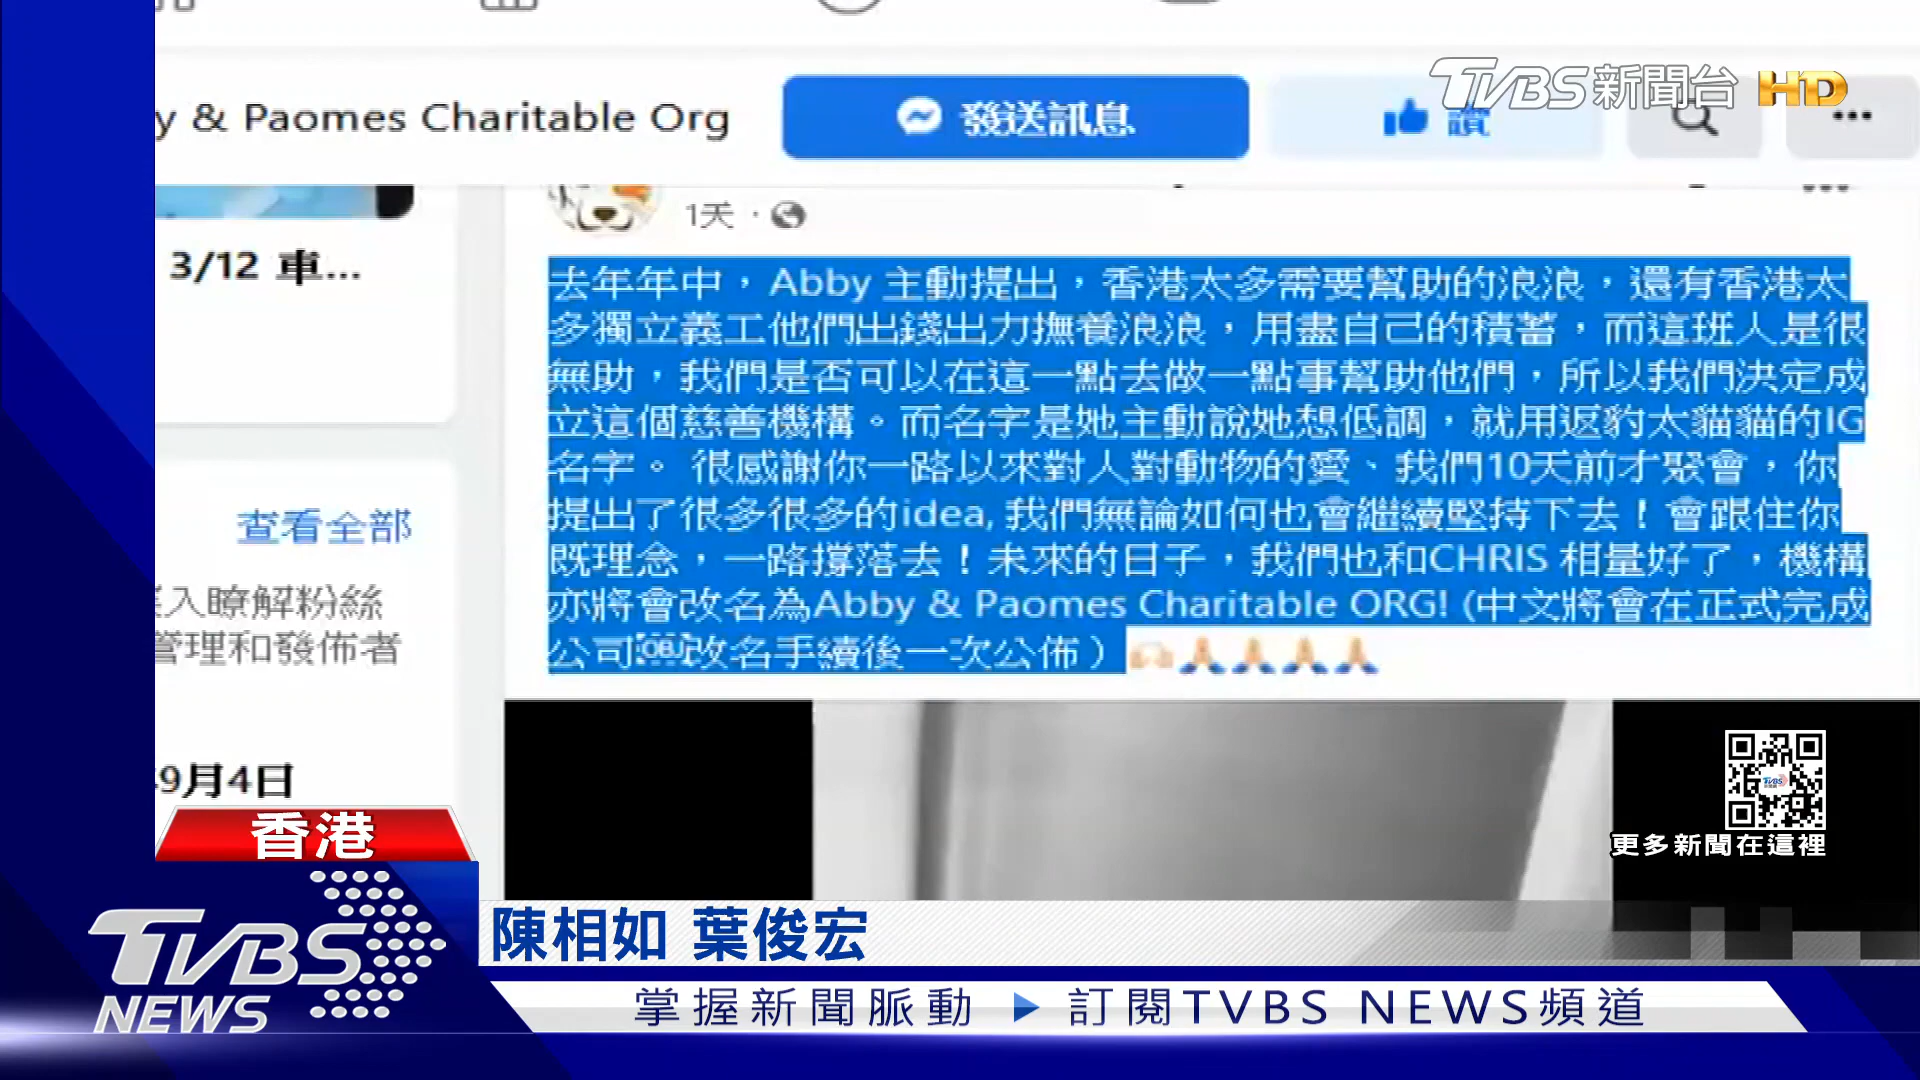 TVBS新聞台 HD
y & Paomes Charitable Org
發送訊息
讚
1天
3/12 車...
去年年中，Abby 主動提出，香港太多需要幫助的浪浪，還有香港太
多獨立義工他們出錢出力撫養浪浪，用盡自己的積蓄，而這班人是很
無助，我們是否可以在這一點去做一點事幫助他們，所以我們決定成
立這個慈善機構。而名字是她主動說她想低調，就用返豹太貓貓的IG
名字。 很感謝你一路以來對人對動物的愛、我們10天前才聚會，你
提出了很多很多的idea, 我們無論如何也會繼續堅持下去！會跟住你
既理念，一路撐落去！未來的日子，我們也和CHRIS 相量好了，機構
亦將會改名為Abby & Paomes Charitable ORG! (中文將會在正式完成
公司OBJ改名手續後一次公佈）
查看全部
入瞭解粉絲
管理和發佈者
9月4日
香港
TVBS
更多新聞在這裡
陳相如 葉俊宏
TVBS NEWS
掌握新聞脈動 ▶ 訂閱TVBS NEWS頻道